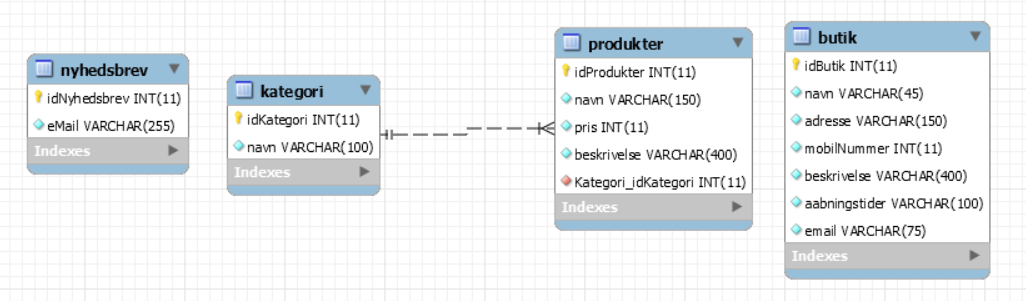 nyhedsbrev
idNyhedsbrev INT(11)
eMail VARCHAR(255)
Indexes
kategori
idKategori INT(11)
navn VARCHAR(100)
Indexes
produkter
idProdukter INT(11)
navn VARCHAR(150)
pris INT(11)
beskrivelse VARCHAR(400)
Kategori_idKategori INT(11)
Indexes
butik
idButik INT(11)
navn VARCHAR(45)
adresse VARCHAR(150)
mobilNummer INT(11)
beskrivelse VARCHAR(400)
aabningstider VARCHAR(100)
email VARCHAR(75)
Indexes